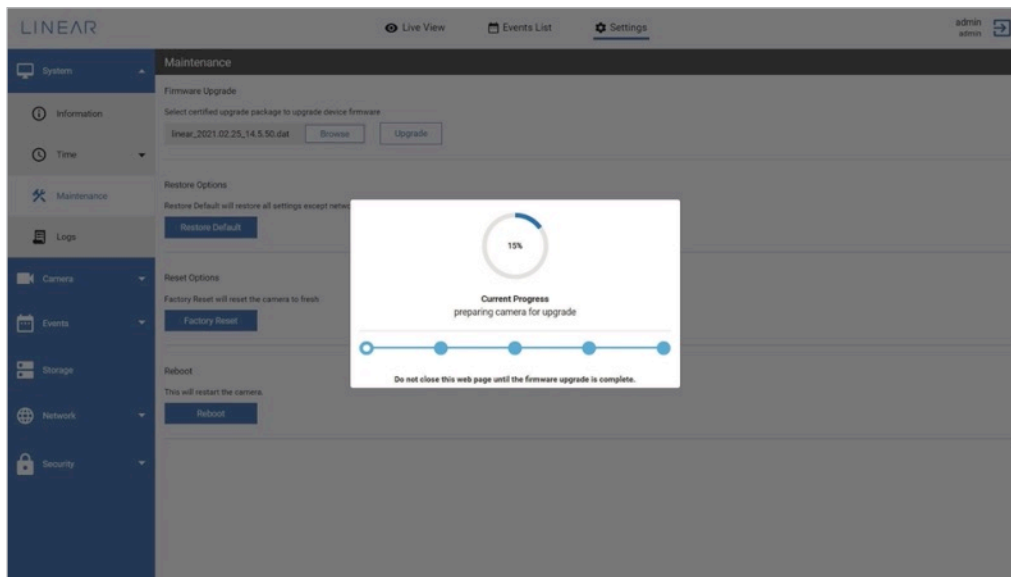 LINEAR
Live View
Events List
Settings
admin
admin
System
Information
Time
Maintenance
Logs
Camera
Events
Storage
Network
Security
Maintenance
Firmware Upgrade
Select certified upgrade package to upgrade device firmware
linear_2021.02.25_14.5.50.dat
Browse
Upgrade
Restore Options
Restore Default will restore all settings except
Restore Default
Reset Options
Factory Reset will reset the camera to fresh.
Factory Reset
Reboot
This will restart the camera.
Reboot
15%
Current Progress
preparing camera for upgrade
Do not close this web page until the firmware upgrade is complete.